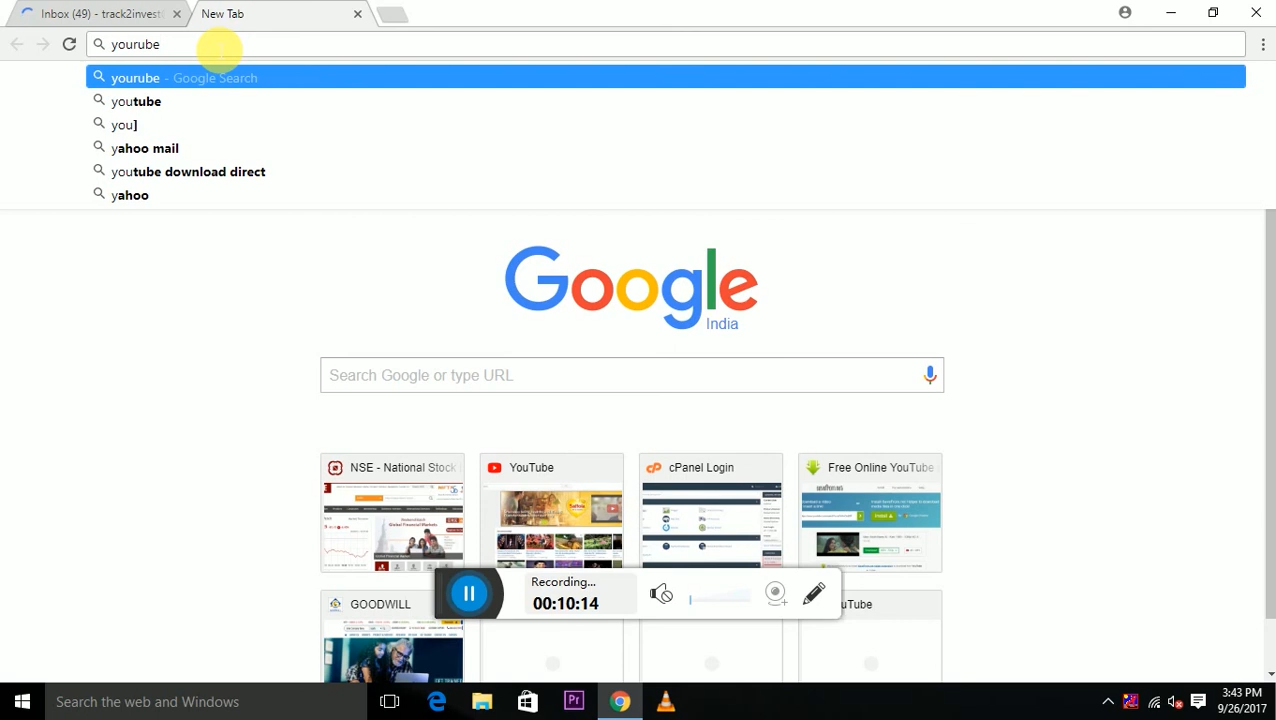 Inbox (49) - track2invest
New Tab
yourube
yourube - Google Search
youtube
you]
yahoo mail
youtube download direct
yahoo
Google
India
Search Google or type URL
NSE - National Stock
YouTube
cPanel Login
Free Online YouTube
Recording...
00:10:14
GOODWILL
uTube
Search the web and Windows
Pr
3:43 PM
9/26/2017